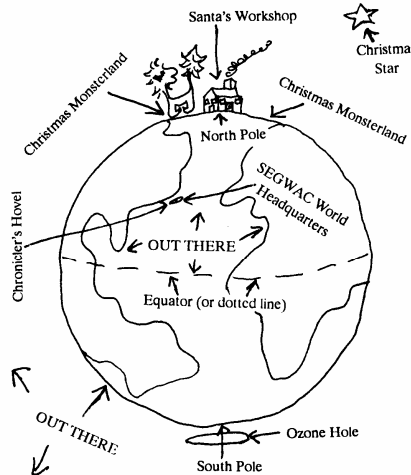 Santa's Workshop
Christma
Star
Christmas Monsterland
Christmas Monsterland
North Pole
SEGWAC World
Headquarters
Chronicler's Hovel
OUT THERE
Equator (or dotted line)
OUT THERE
Ozone Hole
South Pole